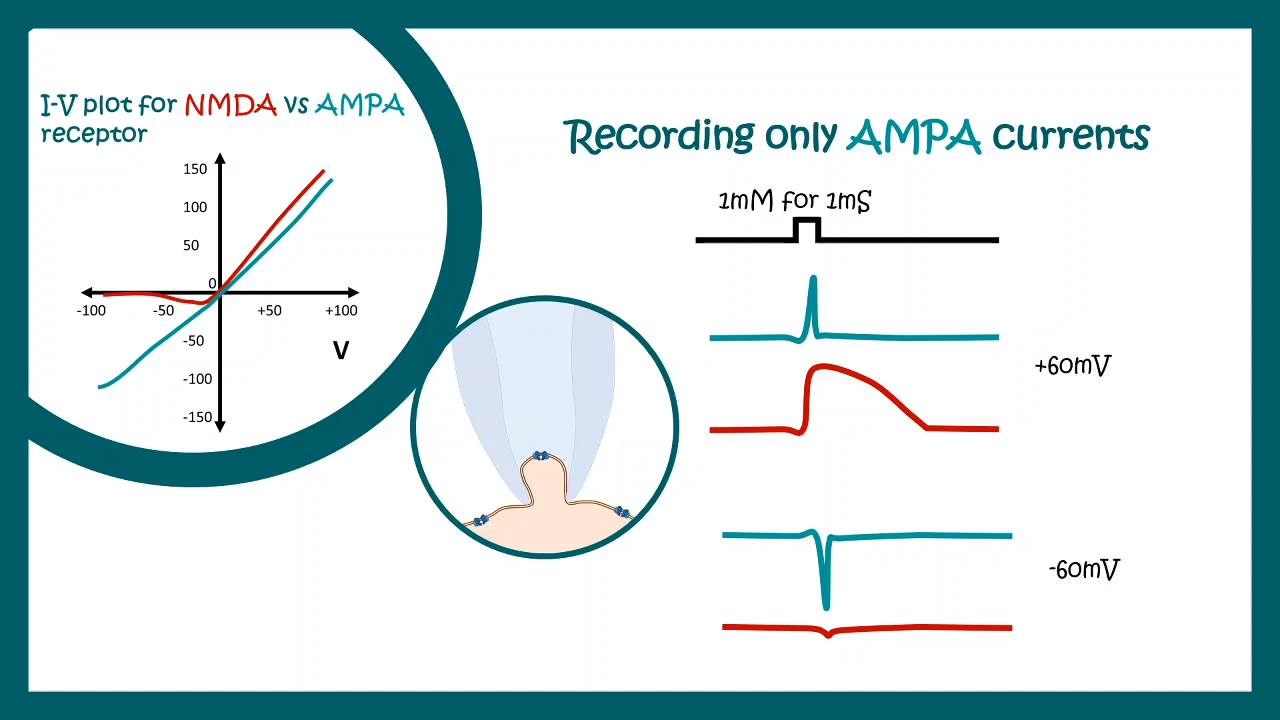 I-V plot for NMDA vs AMPA
receptor
150
100
50
0
-100
-50
+50
+100
-50
V
-100
-150
Recording only AMPA currents
1mM for 1mS
+60mV
-60mV